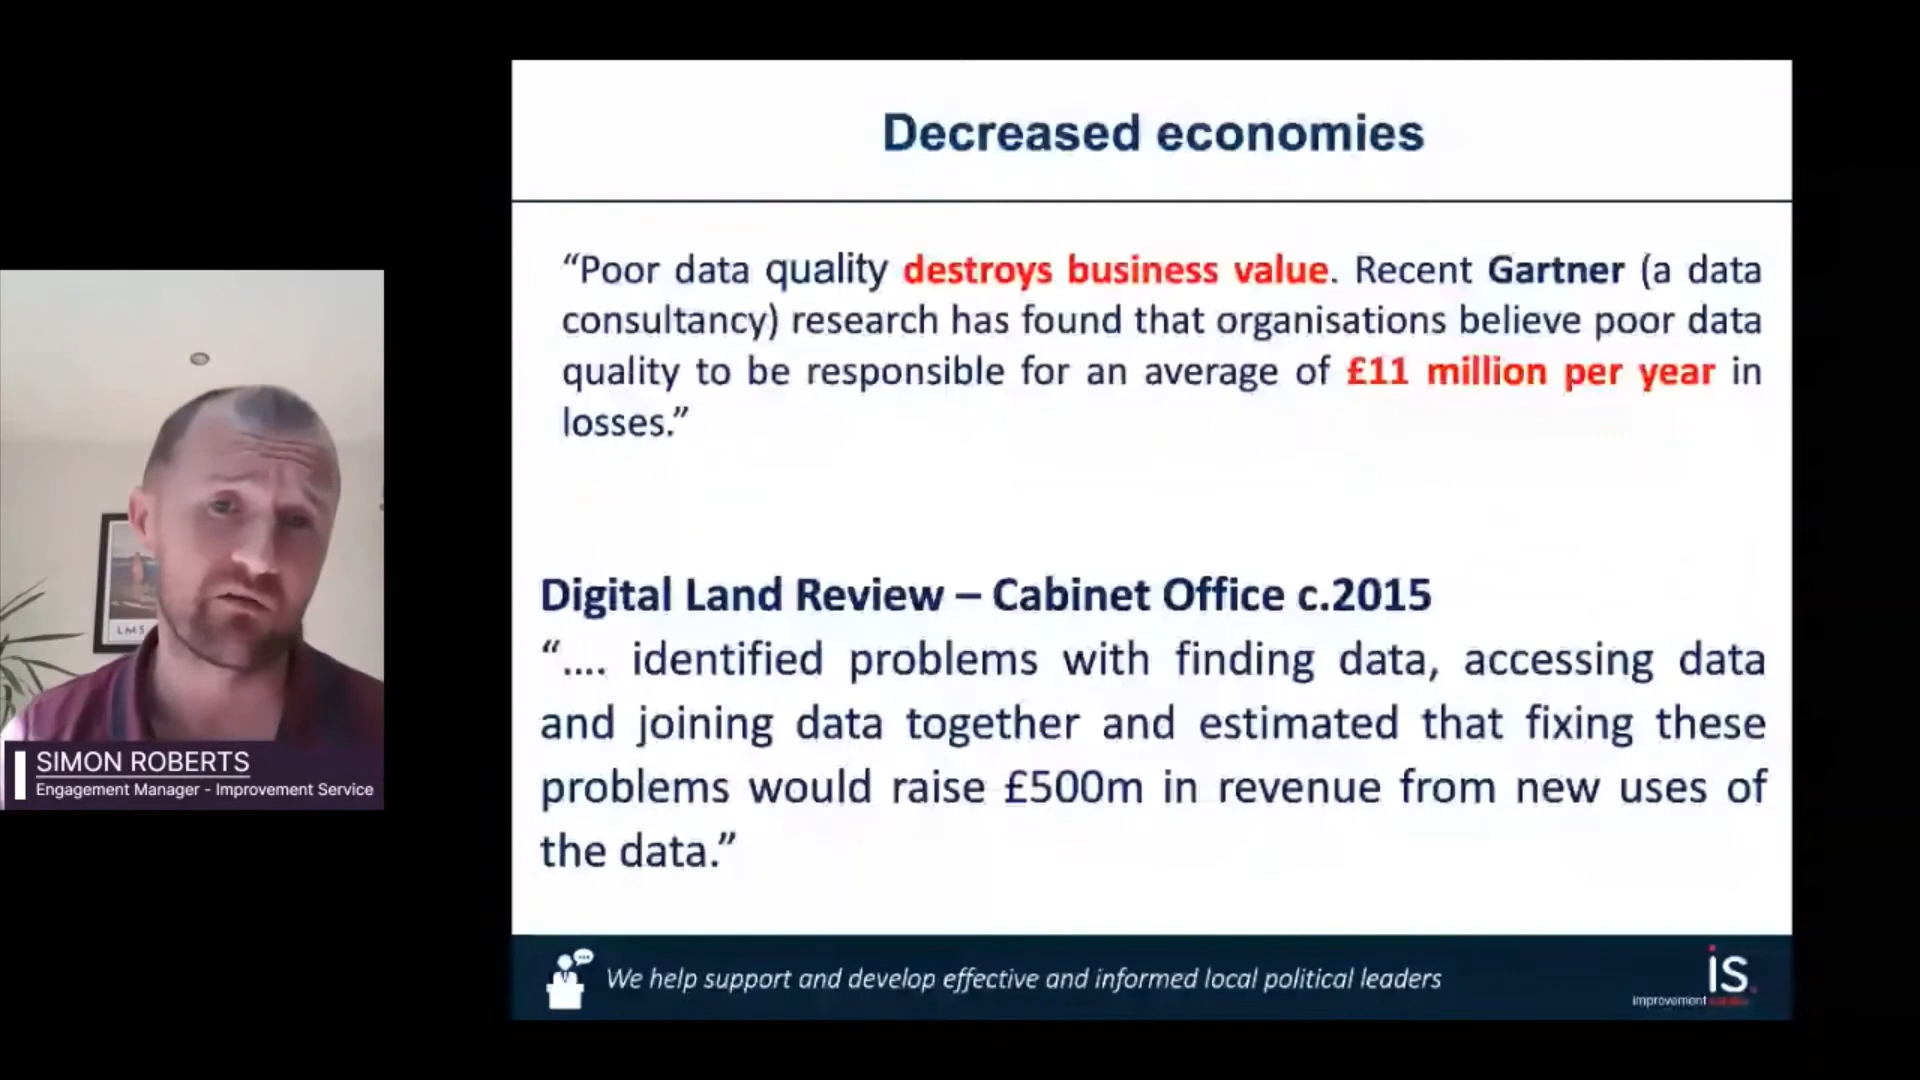 Decreased economies
“Poor data quality destroys business value. Recent Gartner (a data
consultancy) research has found that organisations believe poor data
quality to be responsible for an average of £11 million per year in
losses.”
Digital Land Review – Cabinet Office c.2015
“.... identified problems with finding data, accessing data
and joining data together and estimated that fixing these
problems would raise £500m in revenue from new uses of
the data.”
We help support and develop effective and informed local political leaders
is.
improvement
LMS
SIMON ROBERTS
Engagement Manager - Improvement Service